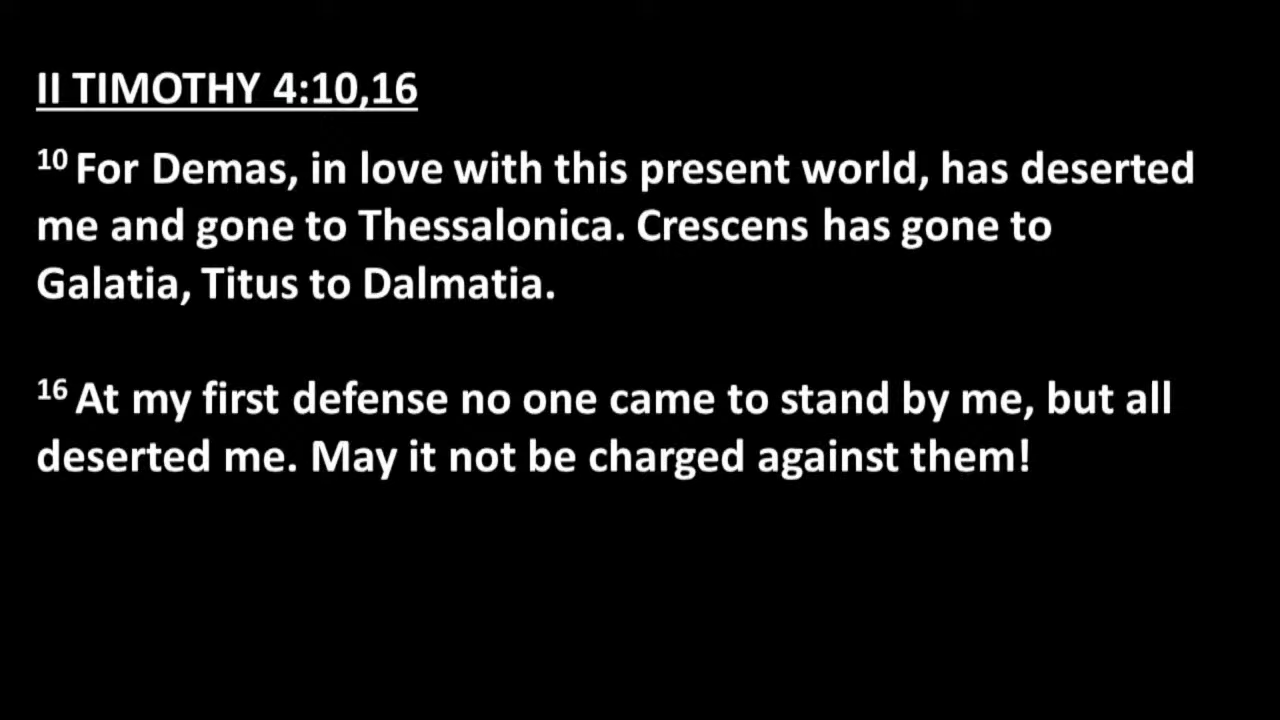 II TIMOTHY 4:10,16
10 For Demas, in love with this present world, has deserted
me and gone to Thessalonica. Crescens has gone to
Galatia, Titus to Dalmatia.
16 At my first defense no one came to stand by me, but all
deserted me. May it not be charged against them!